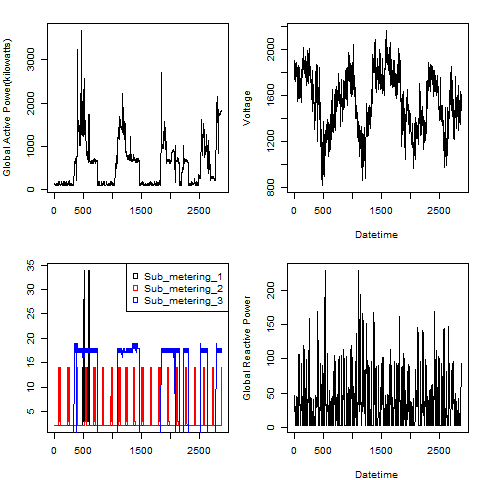 Global Active Power(kilowatts)
0 1000 2000 3000
0 500 1500 2500
Voltage
800 1200 1600 2000
0 500 1500 2500
Datetime
5 10 15 20 25 30 35
Sub_metering_1
Sub_metering_2
Sub_metering_3
0 500 1500 2500
Global Reactive Power
0 50 100 150 200
0 500 1500 2500
Datetime